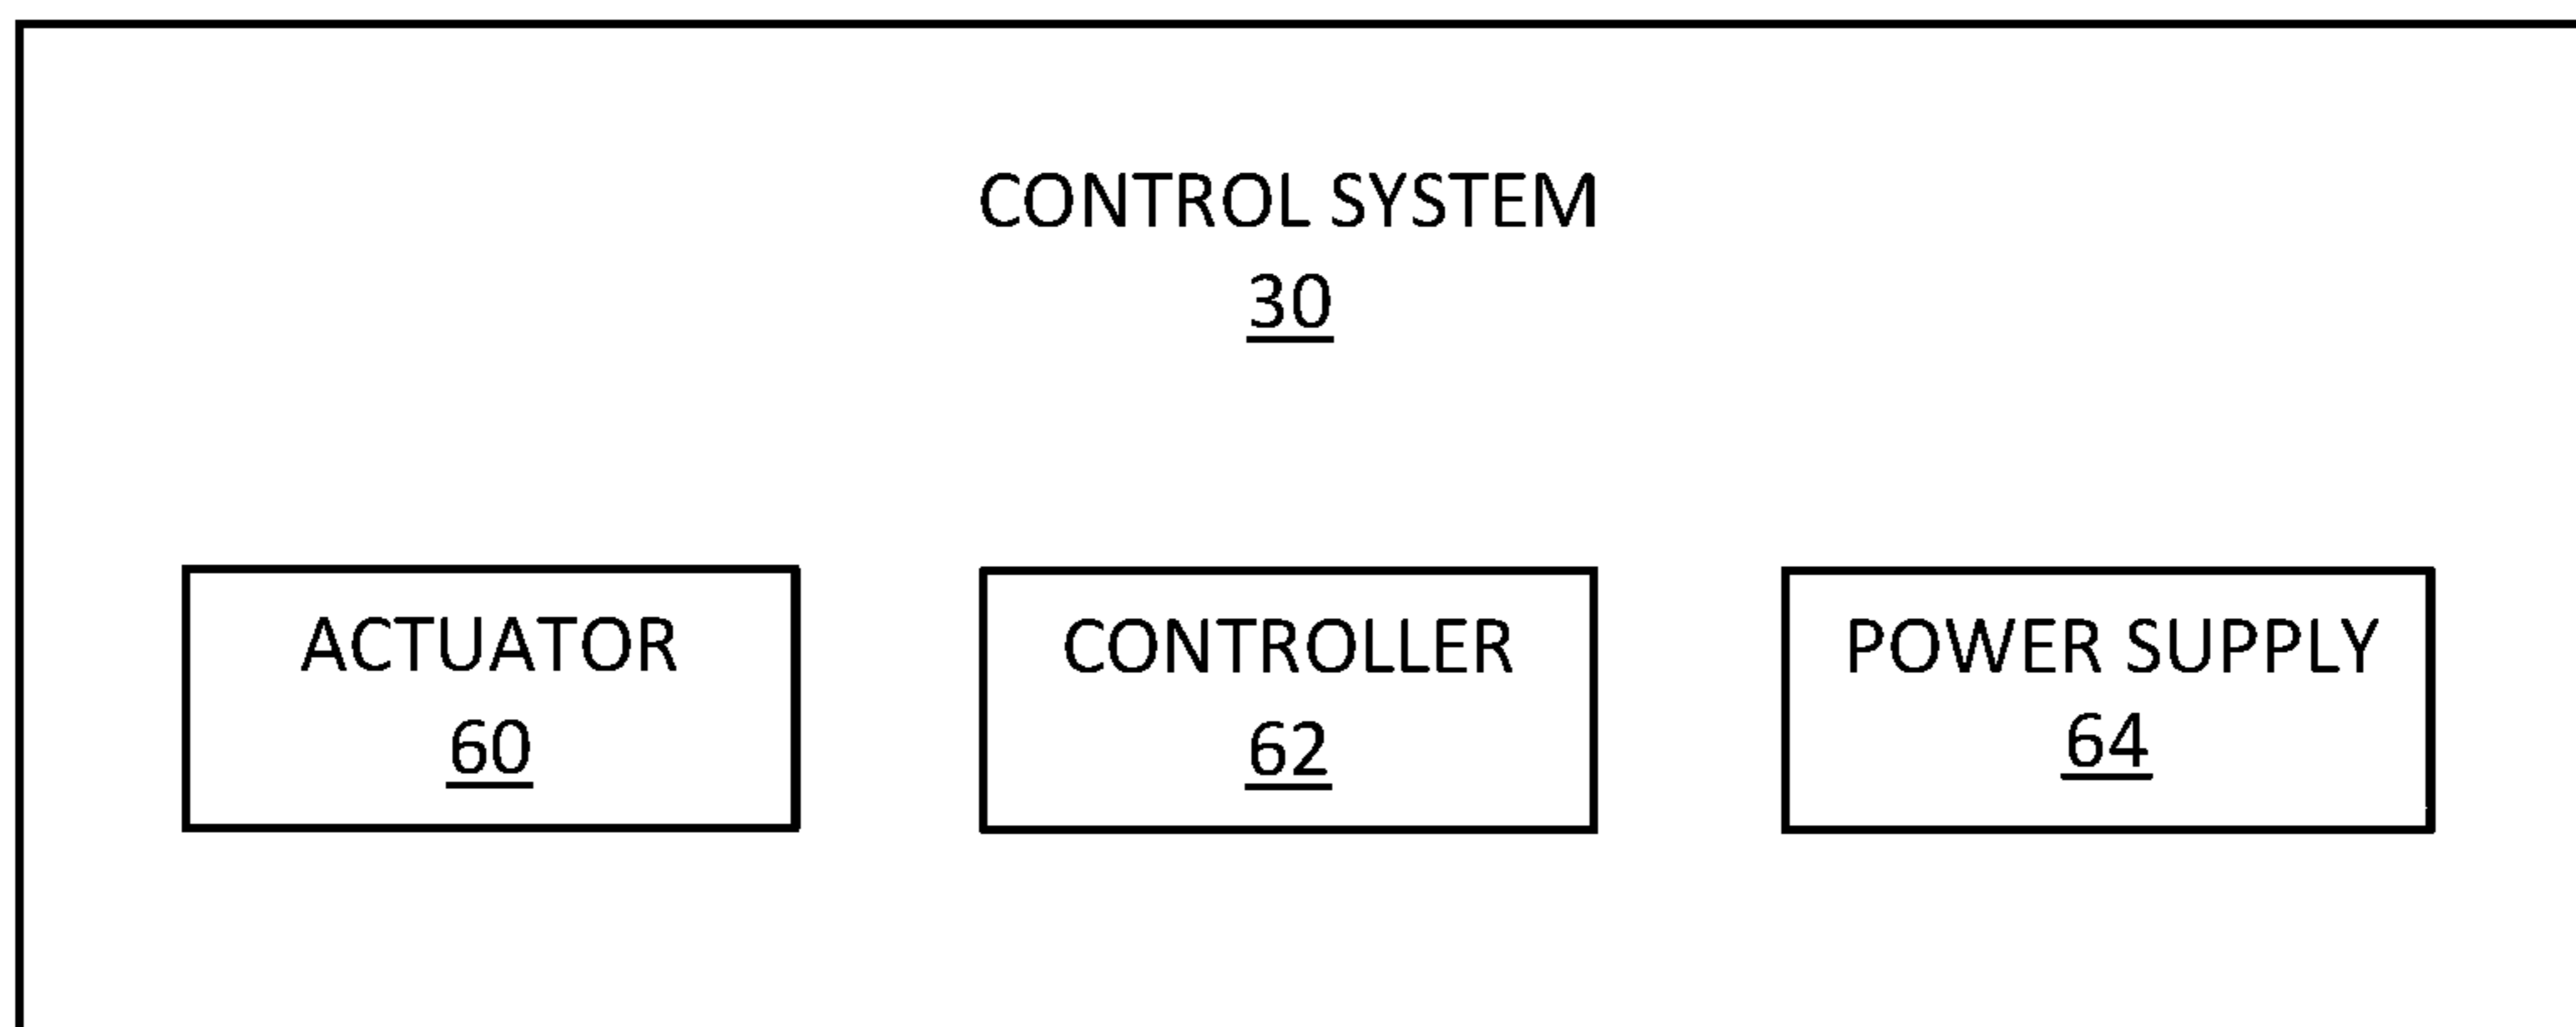 CONTROL SYSTEM
30
ACTUATOR
60
CONTROLLER
62
POWER SUPPLY
64